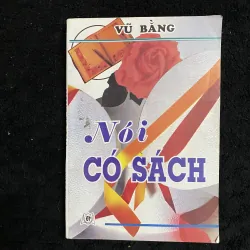 VŨ BẰNG
Nói
CÓ SÁCH